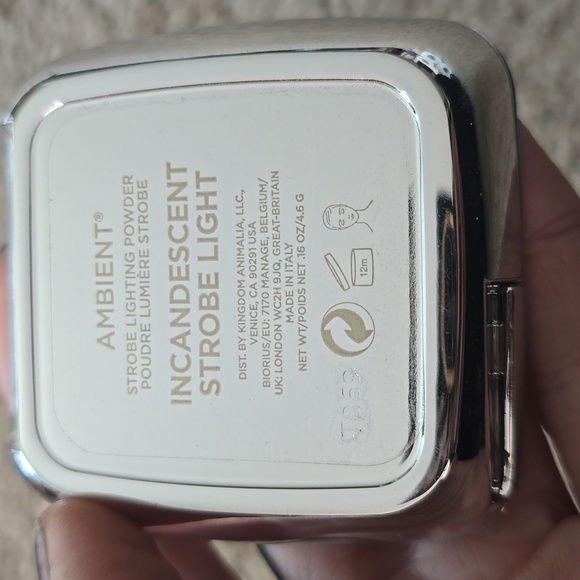 AMBIENT®
STROBE LIGHTING POWDER
POUDRE LUMIÈRE STROBE
INCANDESCENT
STROBE LIGHT
DIST. BY KINGDOM ANIMALIA, LLC.,
VENICE, CA 90291 USA
BIORIUS/EU: 7170 MANAGE, BELGIUM/
UK: LONDON WC2H 9JQ, GREAT-BRITAIN
MADE IN ITALY
NET WT/POIDS NET .16 OZ/4.6 G
12m